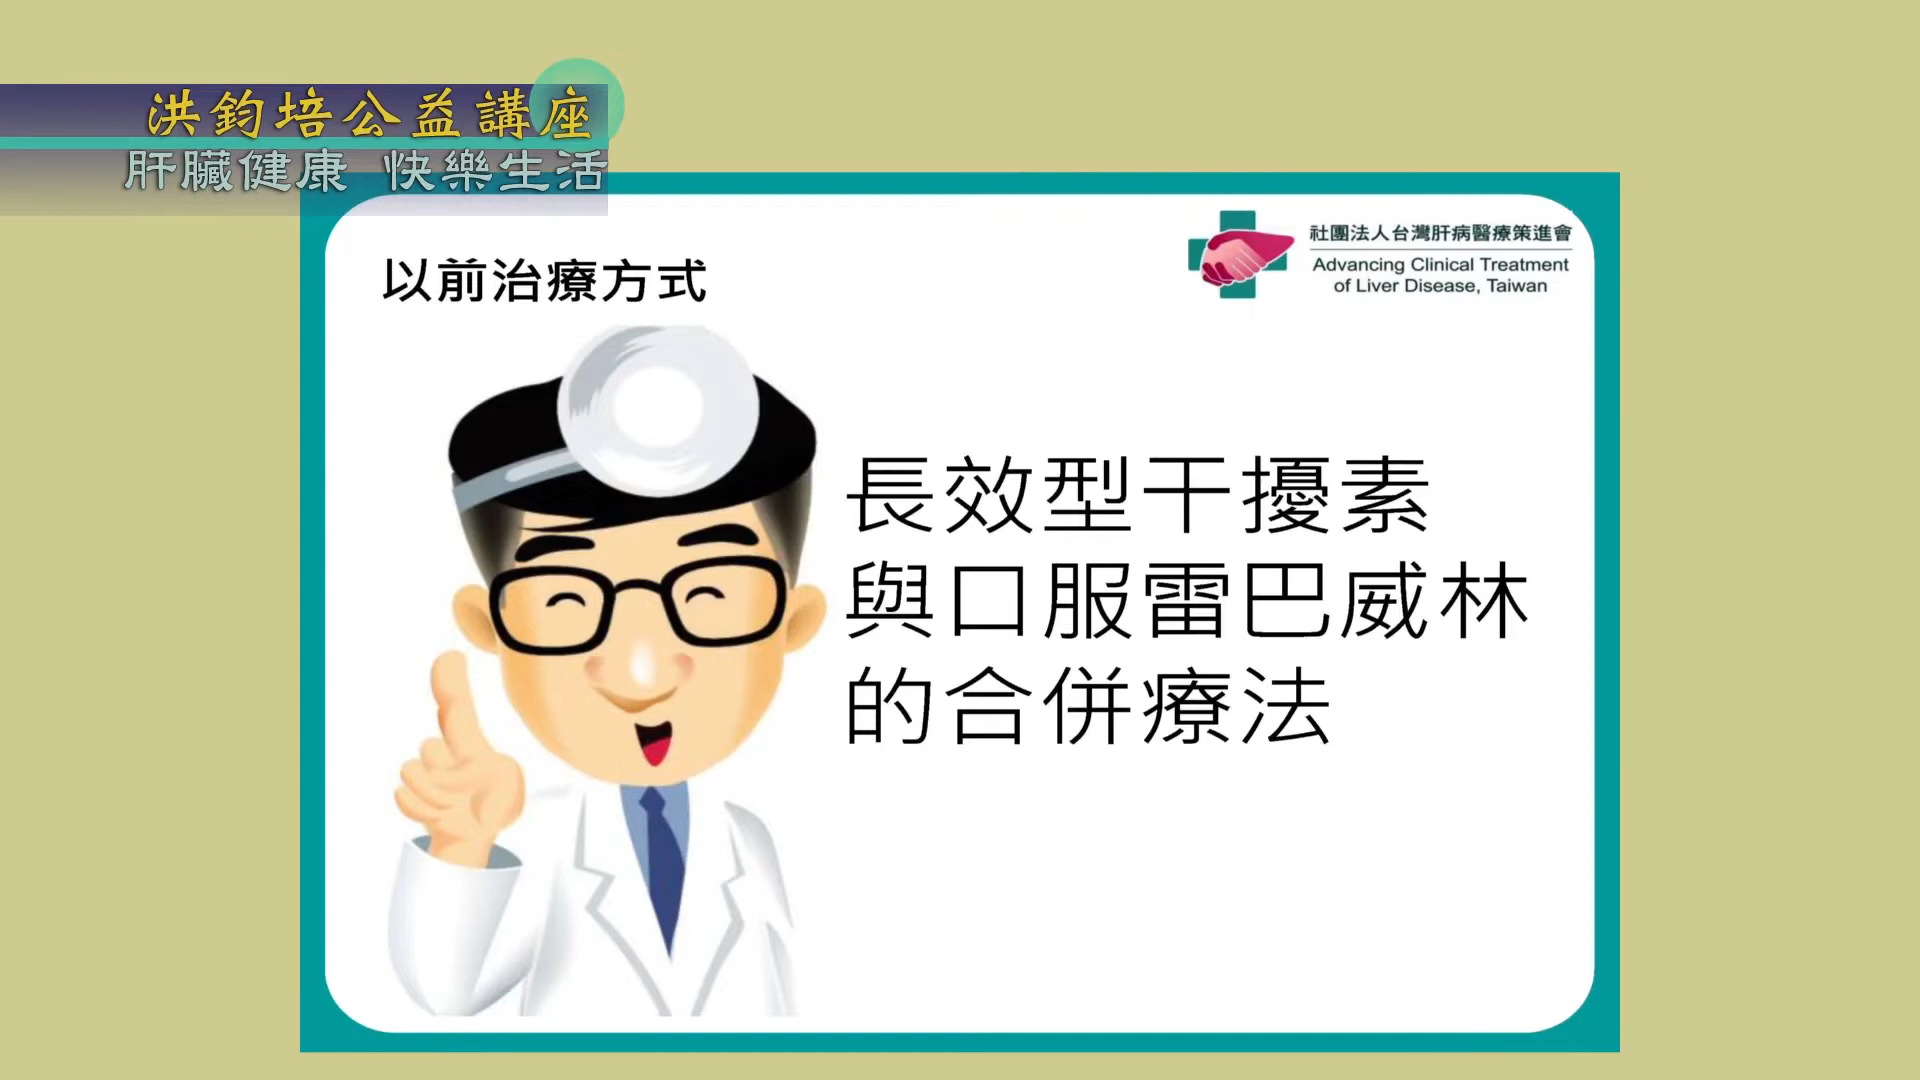 洪鈞培公益講座
肝臟健康 快樂生活
社團法人台灣肝病醫療策進會
Advancing Clinical Treatment
of Liver Disease, Taiwan
以前治療方式
長效型干擾素
與口服雷巴威林
的合併療法